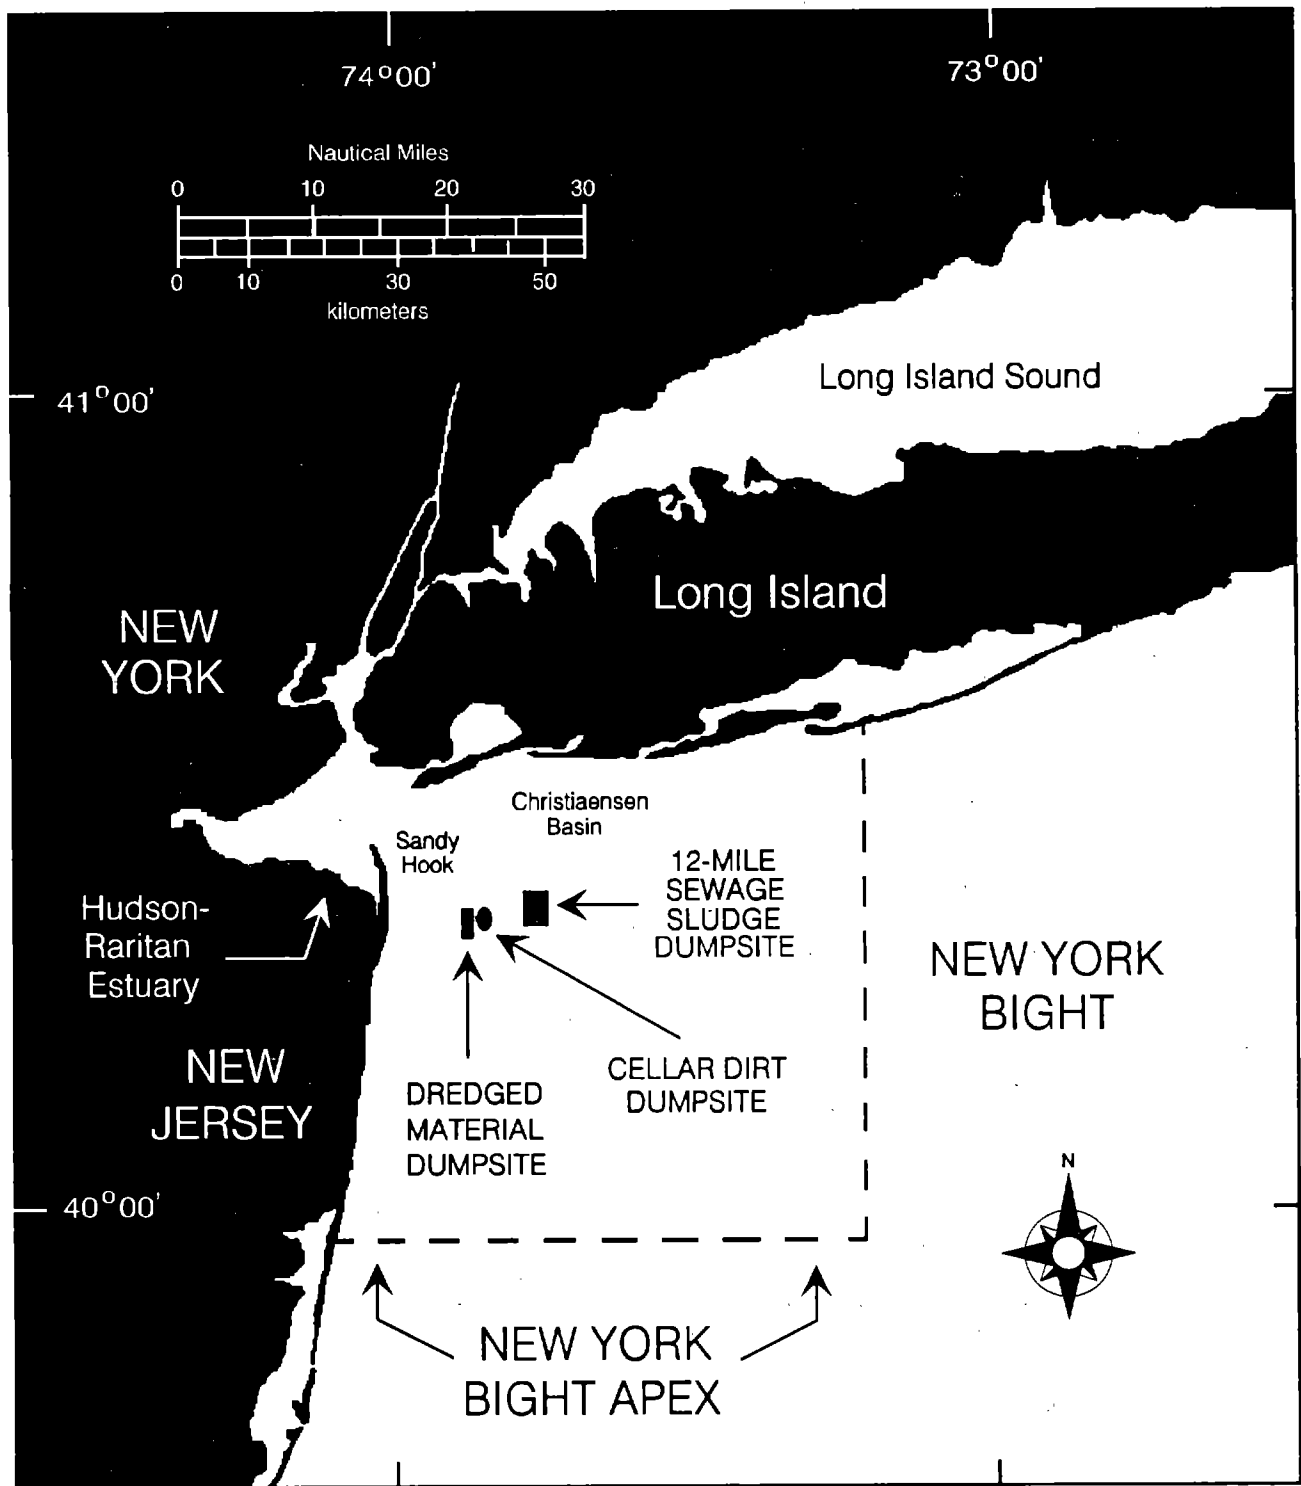 74°00'
73°00'
Nautical Miles
0 10 20 30
0 10 30 50
kilometers
Long Island Sound
41°00'
Long Island
NEW
YORK
Christiaensen
Basin
Sandy
Hook
12-MILE
SEWAGE
SLUDGE
DUMPSITE
Hudson-
Raritan
Estuary
NEW YORK
BIGHT
NEW
JERSEY
CELLAR DIRT
DUMPSITE
DREDGED
MATERIAL
DUMPSITE
N
40°00'
NEW YORK
BIGHT APEX